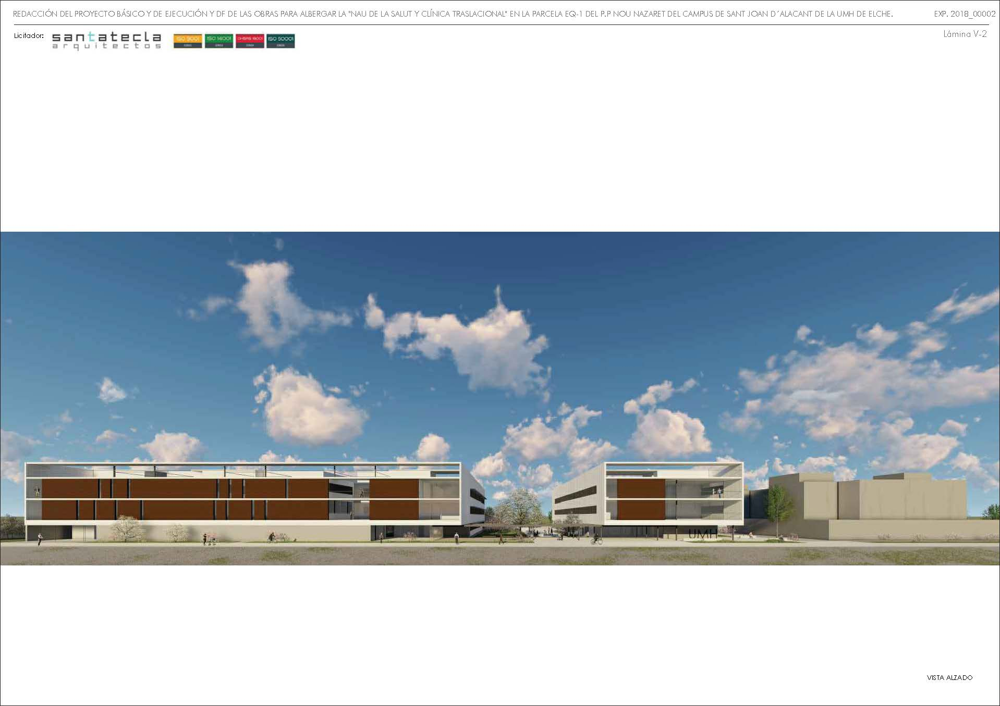 REDACCIÓN DEL PROYECTO BÁSICO Y DE EJECUCIÓN Y DF DE LAS OBRAS PARA ALBERGAR LA "NAU DE LA SALUT Y CLÍNICA TRASLACIONAL" EN LA PARCELA EQ-1 DEL P.P NOU NAZARET DEL CAMPUS DE SANT JOAN D´ALACANT DE LA UMH DE ELCHE. EXP. 2018_00002
Licitador:
santatecla
arquitectos
ISO 9001 ISO 14001 OHSAS 18001 ISO 50001
Lámina V-2
UMH
VISTA ALZADO